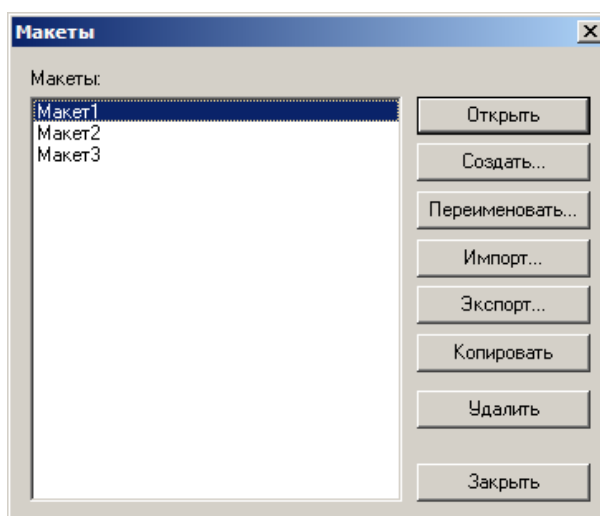 Макеты
Макеты:
Макет1
Макет2
Макет3
Открыть
Создать...
Переименовать...
Импорт...
Экспорт...
Копировать
Удалить
Закрыть